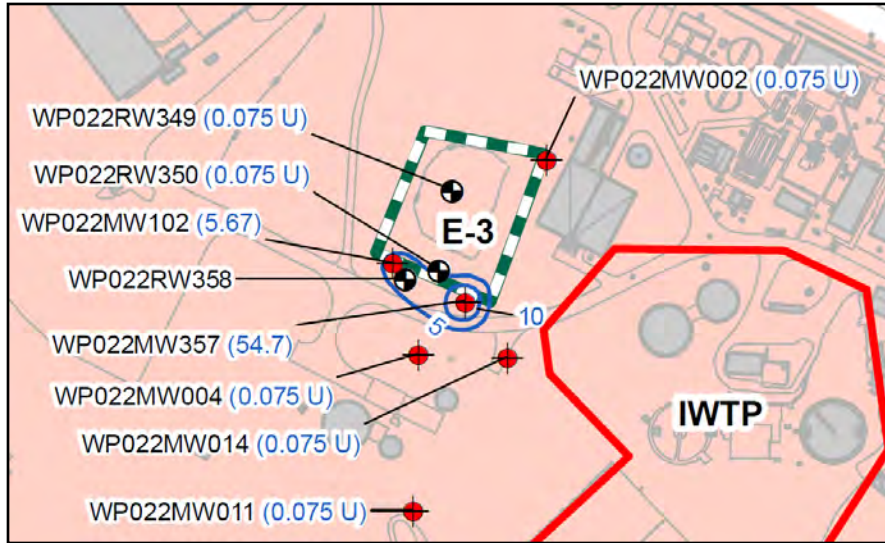 WP022MW002 (0.075 U)
WP022RW349 (0.075 U)
WP022RW350 (0.075 U)
WP022MW102 (5.67)
E-3
WP022RW358
5
10
WP022MW357 (54.7)
WP022MW004 (0.075 U)
IWTP
WP022MW014 (0.075 U)
WP022MW011 (0.075 U)